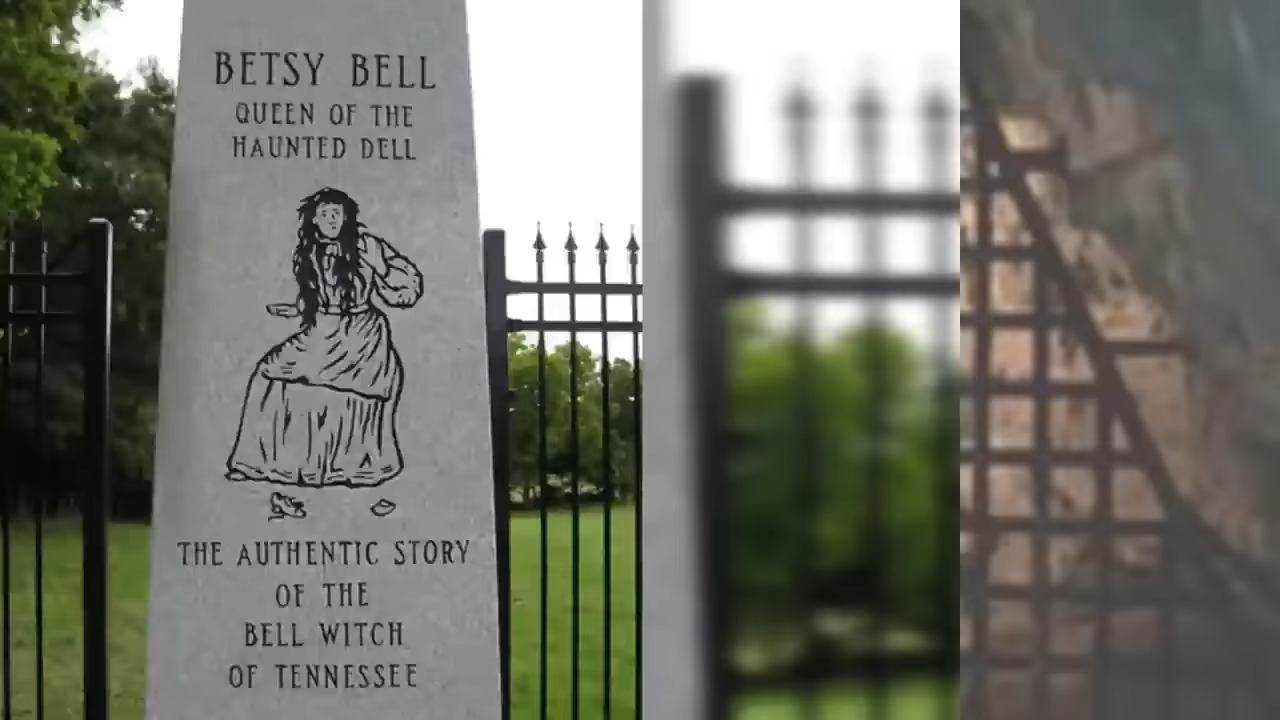 BETSY BELL
QUEEN OF THE
HAUNTED DELL
THE AUTHENTIC STORY
OF THE
BELL WITCH
OF TENNESSEE